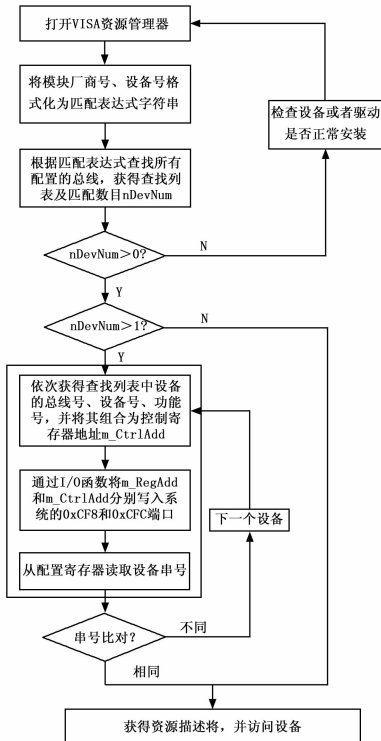 打开VISA资源管理器
将模块厂商号、设备号格
式化为匹配表达式字符串
检查设备或者驱动
是否正常安装
根据匹配表达式查找所有
配置的总线，获得查找列
表及匹配数目nDevNum
nDevNum＞0?
N
Y
nDevNum＞1?
N
Y
依次获得查找列表中设备
的总线号、设备号、功能
号，并将其组合为控制寄
存器地址m_CtrlAdd
通过I/O函数将m_RegAdd
和m_CtrlAdd分别写入系
统的0xCF8和0xCFC端口
下一个设备
从配置寄存器读取设备串号
串号比对？
不同
相同
获得资源描述将，并访问设备